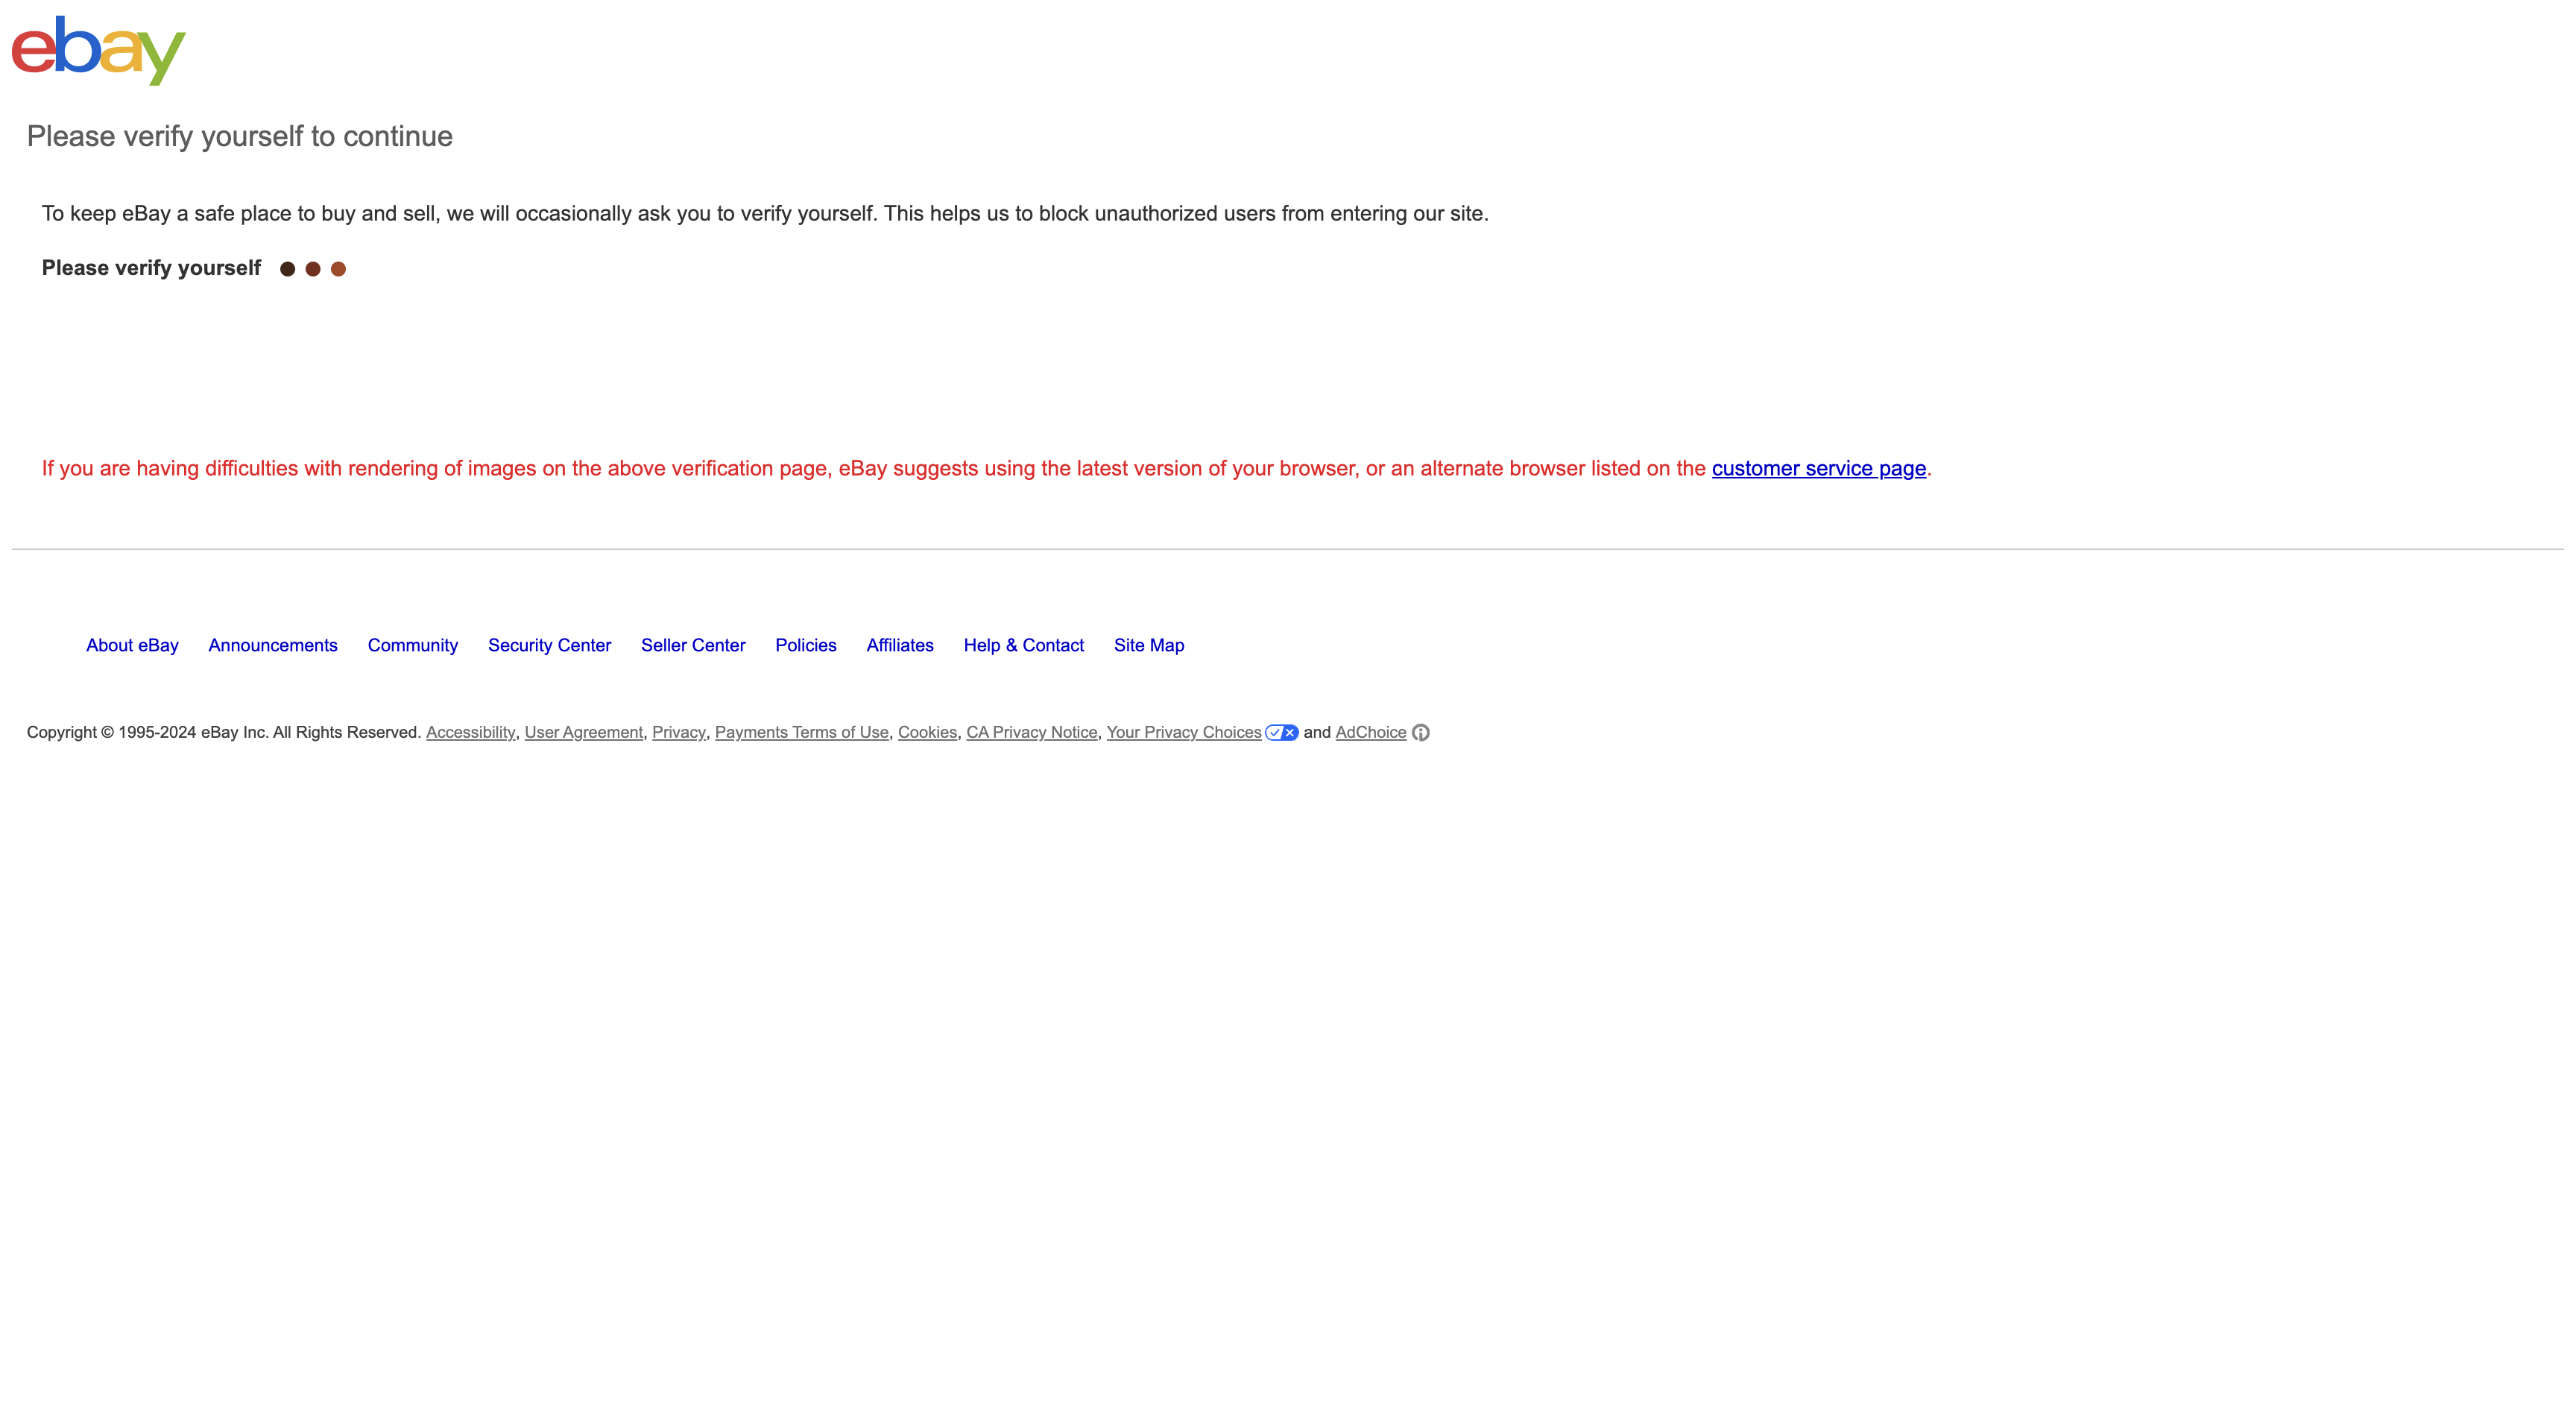 ebay
Please verify yourself to continue
To keep eBay a safe place to buy and sell, we will occasionally ask you to verify yourself. This helps us to block unauthorized users from entering our site.
Please verify yourself
If you are having difficulties with rendering of images on the above verification page, eBay suggests using the latest version of your browser, or an alternate browser listed on the customer service page.
About eBay Announcements Community Security Center Seller Center Policies Affiliates Help & Contact Site Map
Copyright © 1995-2024 eBay Inc. All Rights Reserved. Accessibility, User Agreement, Privacy, Payments Terms of Use, Cookies, CA Privacy Notice, Your Privacy Choices and AdChoice